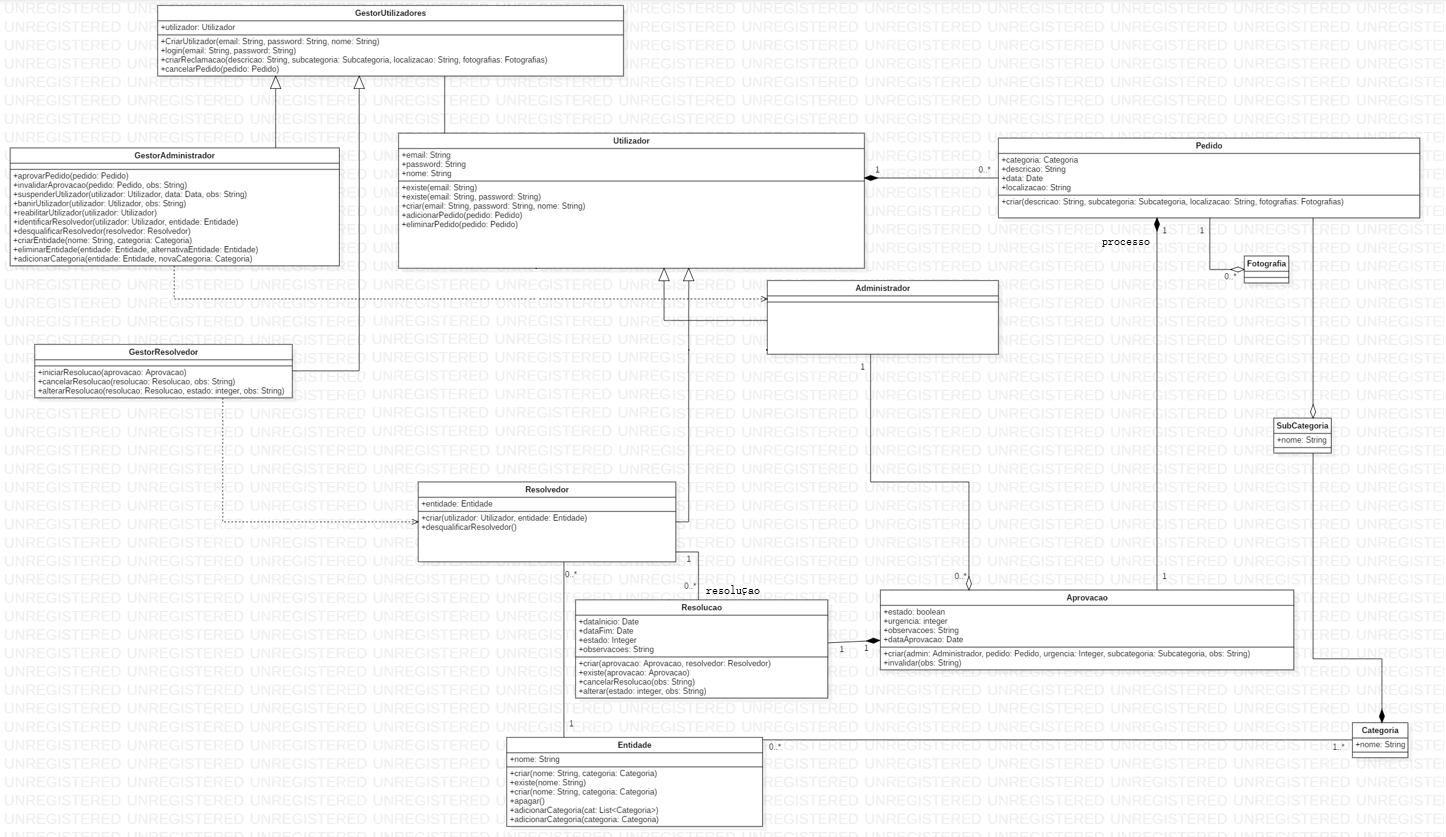 GestorUtilizadores
+utilizador: Utilizador
+CriarUtilizador(email: String, password: String, nome: String)
+login(email: String, password: String)
+criarReclamacao(descricao: String, subcategoria: Subcategoria, localizacao: String, fotografias: Fotografias)
+cancelarPedido(pedido: Pedido)
GestorAdministrador
+aprovarPedido(pedido: Pedido)
+invalidarAprovacao(pedido: Pedido, obs: String)
+suspenderUtilizador(utilizador: Utilizador, data: Data, obs: String)
+banirUtilizador(utilizador: Utilizador, obs: String)
+reabilitarUtilizador(utilizador: Utilizador)
+identificarResolvedor(utilizador: Utilizador, entidade: Entidade)
+desqualificarResolvedor(resolvedor: Resolvedor)
+criarEntidade(nome: String, categoria: Categoria)
+eliminarEntidade(entidade: Entidade, alternativaEntidade: Entidade)
+adicionarCategoria(entidade: Entidade, novaCategoria: Categoria)
Utilizador
+email: String
+password: String
+nome: String
+existe(email: String)
+existe(email: String, password: String)
+criar(email: String, password: String, nome: String)
+adicionarPedido(pedido: Pedido)
+eliminarPedido(pedido: Pedido)
1
0..*
Pedido
+categoria: Categoria
+descricao: String
+data: Date
+localizacao: String
+criar(descricao: String, subcategoria: Subcategoria, localizacao: String, fotografias: Fotografias)
processo
1
1
Fotografia
0..*
Administrador
1
GestorResolvedor
+iniciarResolucao(aprovacao: Aprovacao)
+cancelarResolucao(resolucao: Resolucao, obs: String)
+alterarResolucao(resolucao: Resolucao, estado: integer, obs: String)
SubCategoria
+nome: String
Resolvedor
+entidade: Entidade
+criar(utilizador: Utilizador, entidade: Entidade)
+desqualificarResolvedor()
0..*
1
0..*
resolução
0..*
1
Resolucao
+dataInicio: Date
+dataFim: Date
+estado: Integer
+observacoes: String
+criar(aprovacao: Aprovacao, resolvedor: Resolvedor)
+existe(aprovacao: Aprovacao)
+cancelarResolucao(obs: String)
+alterar(estado: integer, obs: String)
1
1
Aprovacao
+estado: boolean
+urgencia: integer
+observacoes: String
+dataAprovacao: Date
+criar(admin: Administrador, pedido: Pedido, urgencia: Integer, subcategoria: Subcategoria, obs: String)
+invalidar(obs: String)
1
Entidade
+nome: String
+criar(nome: String, categoria: Categoria)
+existe(nome: String)
+criar(nome: String, categoria: Categoria)
+apagar()
+adicionarCategoria(cat: List<Categoria>)
+adicionarCategoria(categoria: Categoria)
0..*
1..*
Categoria
+nome: String